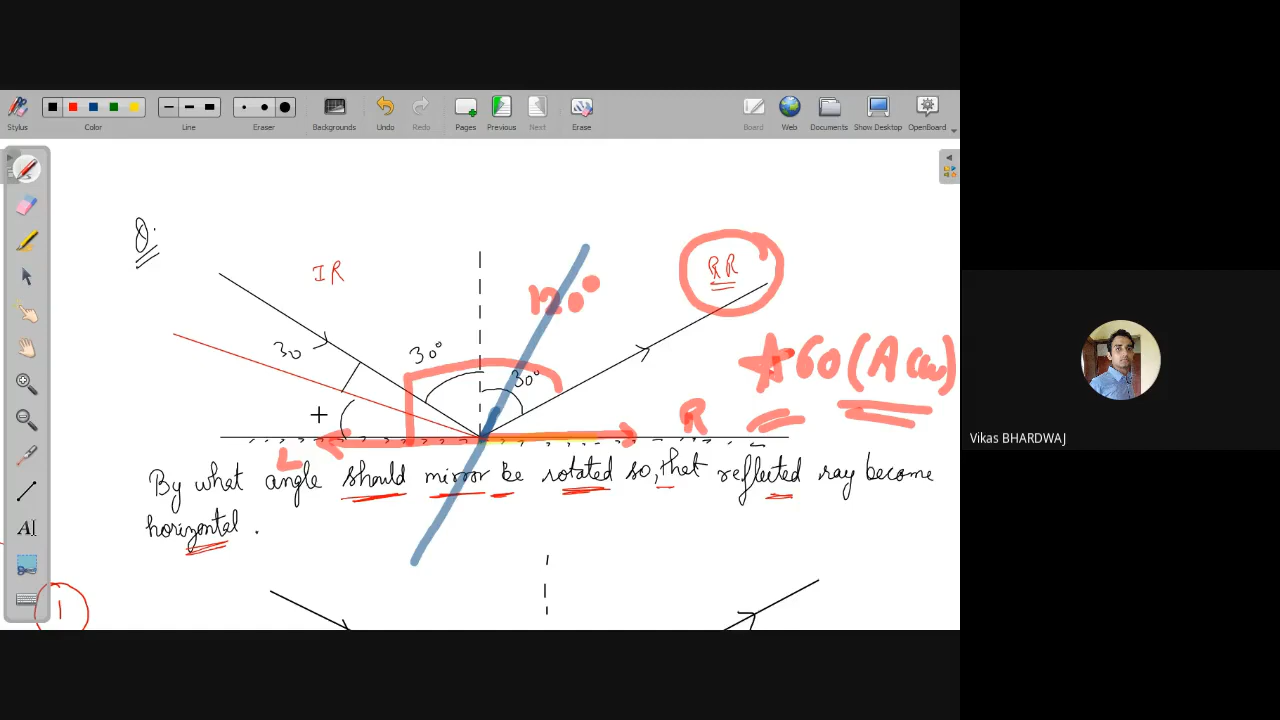 Stylus
Color
Line
Eraser
Backgrounds
Undo
Redo
Pages
Previous
Next
Erase
Board
Web
Documents
Show Desktop
OpenBoard
Q.
IR
RR
120°
30
30°
30°
60 (Acw)
+
L
R
By what angle should mirror be rotated so, that reflected ray become
horizontal .
1
Vikas BHARDWAJ